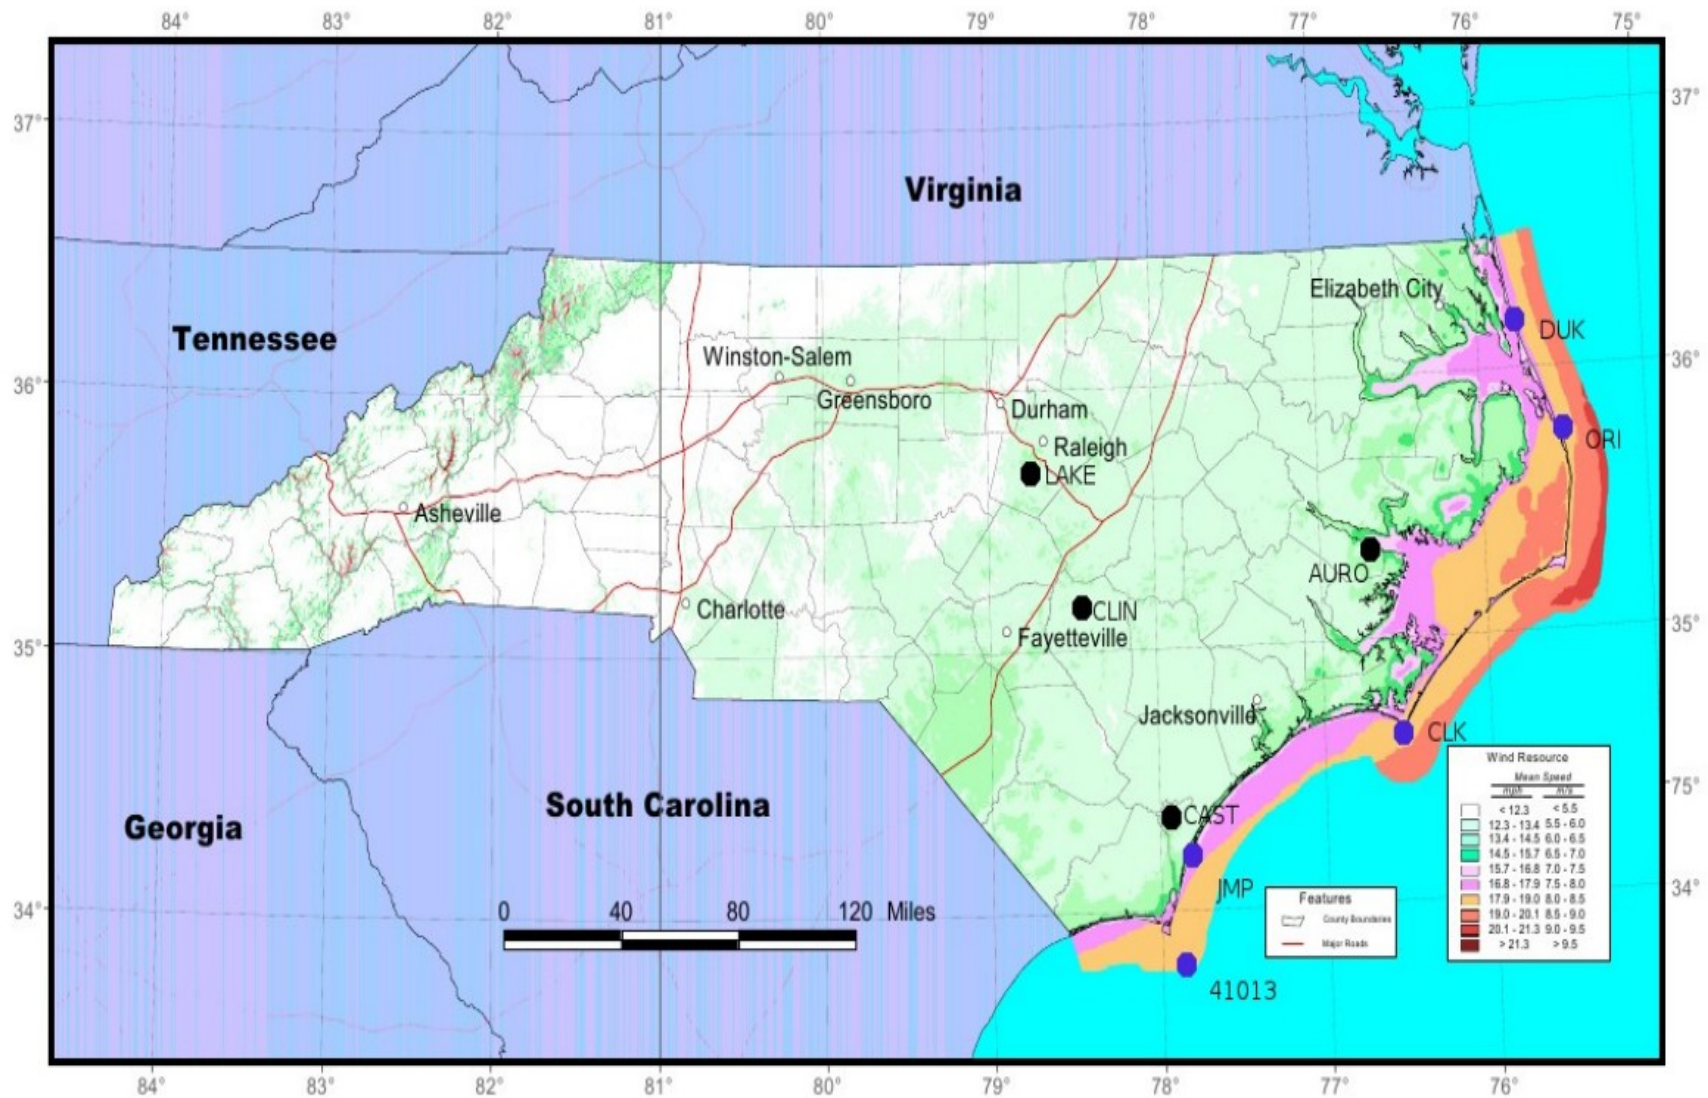 84° 83° 82° 81° 80° 79° 78° 77° 76° 75°
37° 37°
Virginia
Elizabeth City
Tennessee
DUK
Winston-Salem
36° 36°
Greensboro
Durham
ORI
Raleigh
LAKE
Asheville
AURO
Charlotte
CLIN
Fayetteville
35° 35°
Jacksonville
CLK
Wind Resource
Mean Speed
mph m/s
< 12.3 < 5.5
12.3 - 13.4 5.5 - 6.0
13.4 - 14.5 6.0 - 6.5
14.5 - 15.7 6.5 - 7.0
15.7 - 16.8 7.0 - 7.5
16.8 - 17.9 7.5 - 8.0
17.9 - 19.0 8.0 - 8.5
19.0 - 20.1 8.5 - 9.0
20.1 - 21.3 9.0 - 9.5
> 21.3 > 9.5
75°
South Carolina
Georgia
CAST
JMP
34° 34°
Features
County Boundaries
Major Roads
0 40 80 120 Miles
41013
84° 83° 82° 81° 80° 79° 78° 77° 76°